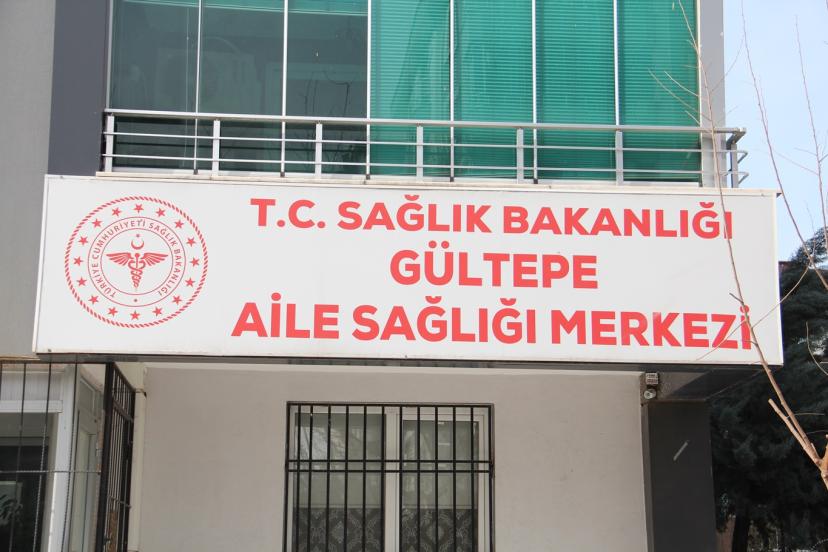 TÜRKİYE CUMHURİYETİ SAĞLIK BAKANLIĞI
T.C. SAĞLIK BAKANLIĞI
GÜLTEPE
AİLE SAĞLIĞI MERKEZİ